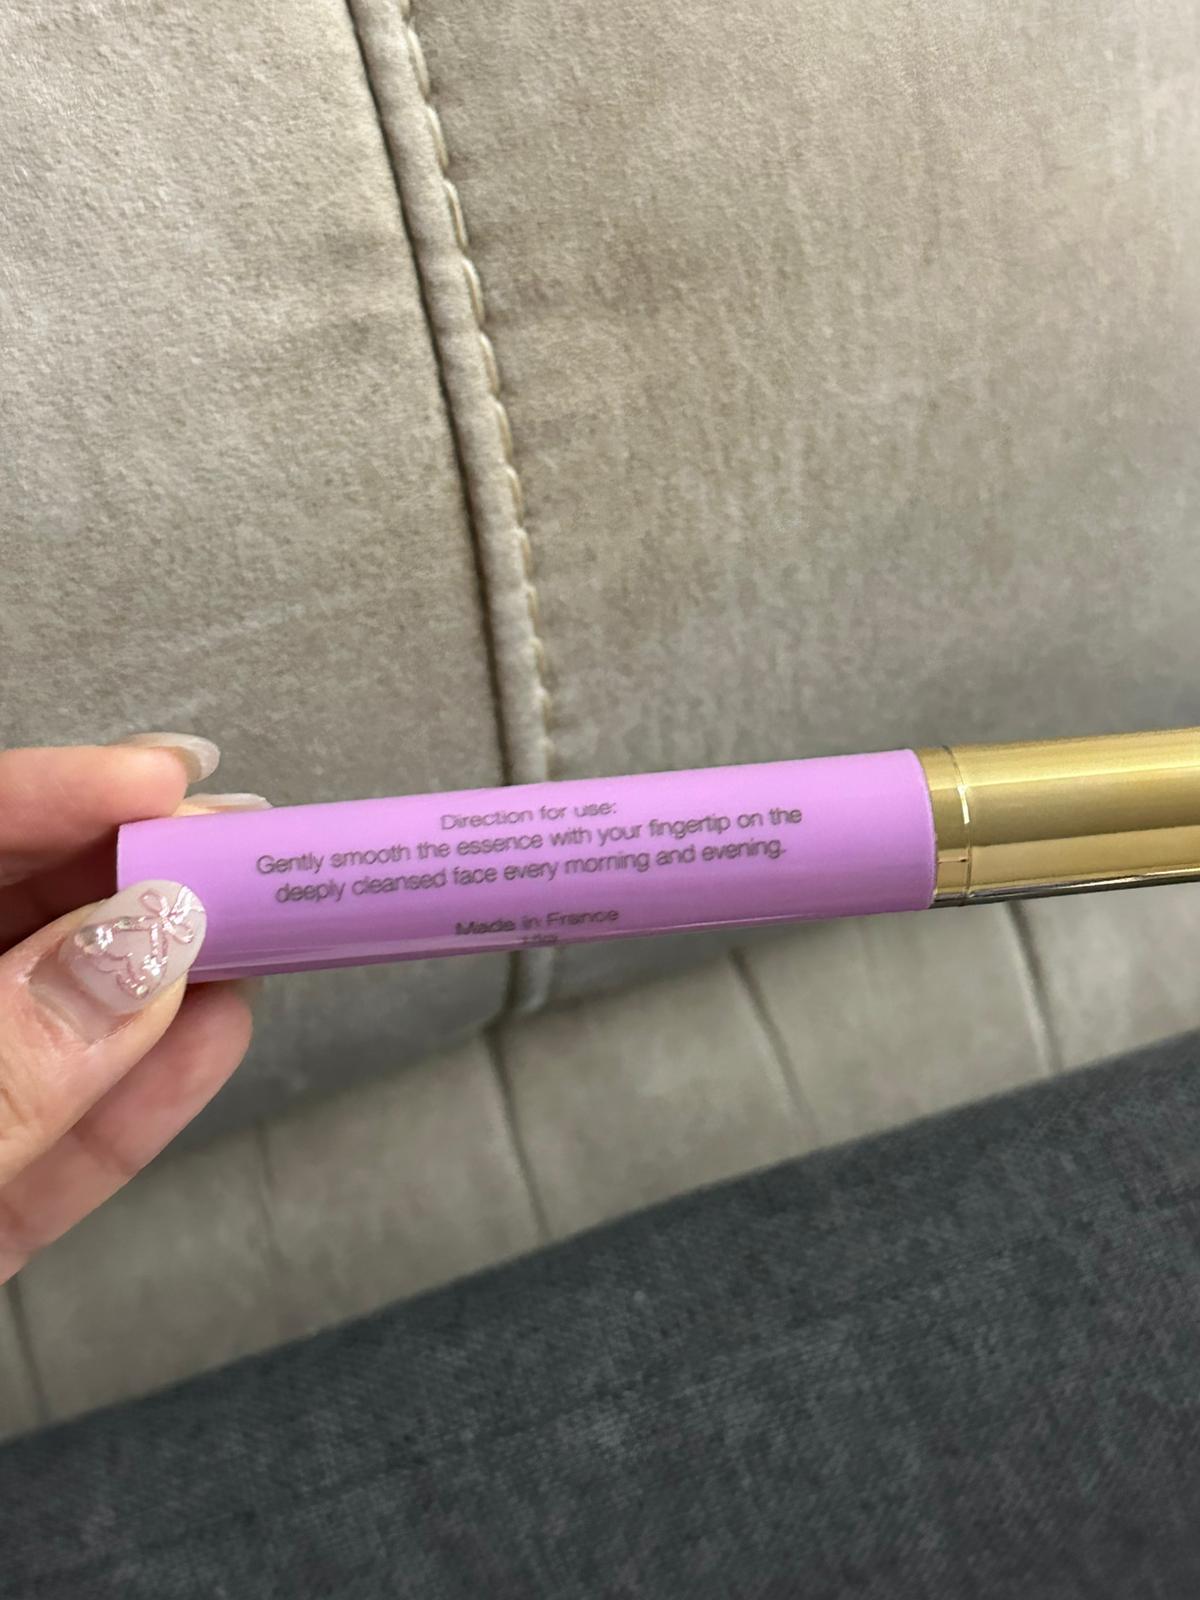 Direction for use:
Gently smooth the essence with your fingertip on the
deeply cleansed face every morning and evening.
Made in France